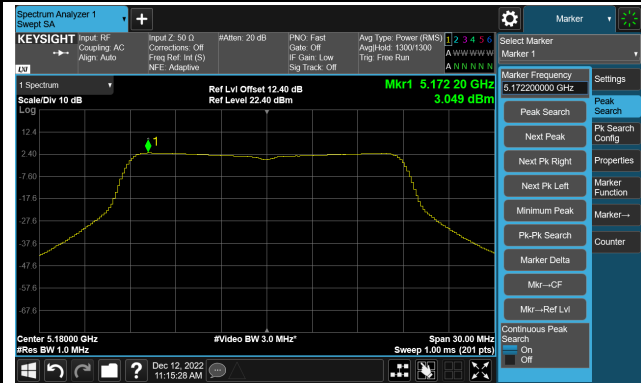 Spectrum Analyzer 1
Swept SA
Marker
KEYSIGHT
Input: RF
Coupling: AC
Align: Auto
Input Z: 50 Ω
Corrections: Off
Freq Ref: Int (S)
NFE: Adaptive
#Atten: 20 dB
PNO: Fast
Gate: Off
IF Gain: Low
Sig Track: Off
Avg Type: Power (RMS)
Avg|Hold: 1300/1300
Trig: Free Run
1 2 3 4 5 6
A W W W W W
A N N N N N
LXI
Select Marker
Marker 1
1 Spectrum
Scale/Div 10 dB
Ref Lvl Offset 12.40 dB
Ref Level 22.40 dBm
Mkr1 5.172 20 GHz
3.049 dBm
Log
12.4
2.40
-7.60
-17.6
-27.6
-37.6
-47.6
-57.6
-67.6
1
Center 5.18000 GHz
#Res BW 1.0 MHz
#Video BW 3.0 MHz*
Span 30.00 MHz
Sweep 1.00 ms (201 pts)
Marker Frequency
5.172200000 GHz
Peak Search
Next Peak
Next Pk Right
Next Pk Left
Minimum Peak
Pk-Pk Search
Marker Delta
Mkr→CF
Mkr→Ref Lvl
Continuous Peak
Search
On
Off
Settings
Peak
Search
Pk Search
Config
Properties
Marker
Function
Marker→
Counter
Dec 12, 2022
11:15:28 AM